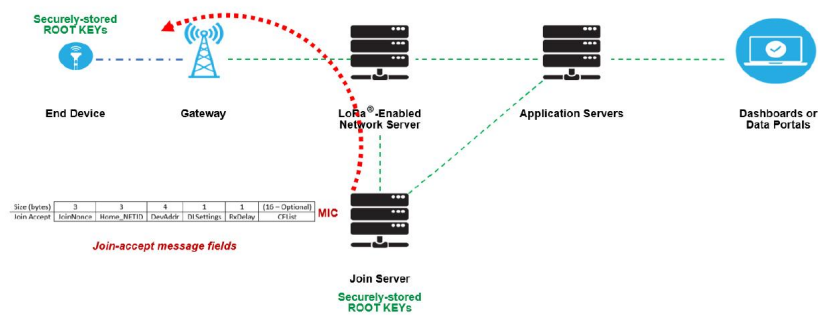 Securely-stored
ROOT KEYs
End Device
Gateway
LoRa®-Enabled
Network Server
Application Servers
Dashboards or
Data Portals
Size (bytes) 3 3 4 1 1 (16 – Optional)
Join Accept JoinNonce Home_NETID DevAddr DLSettings RxDelay CFList
MIC
Join-accept message fields
Join Server
Securely-stored
ROOT KEYs